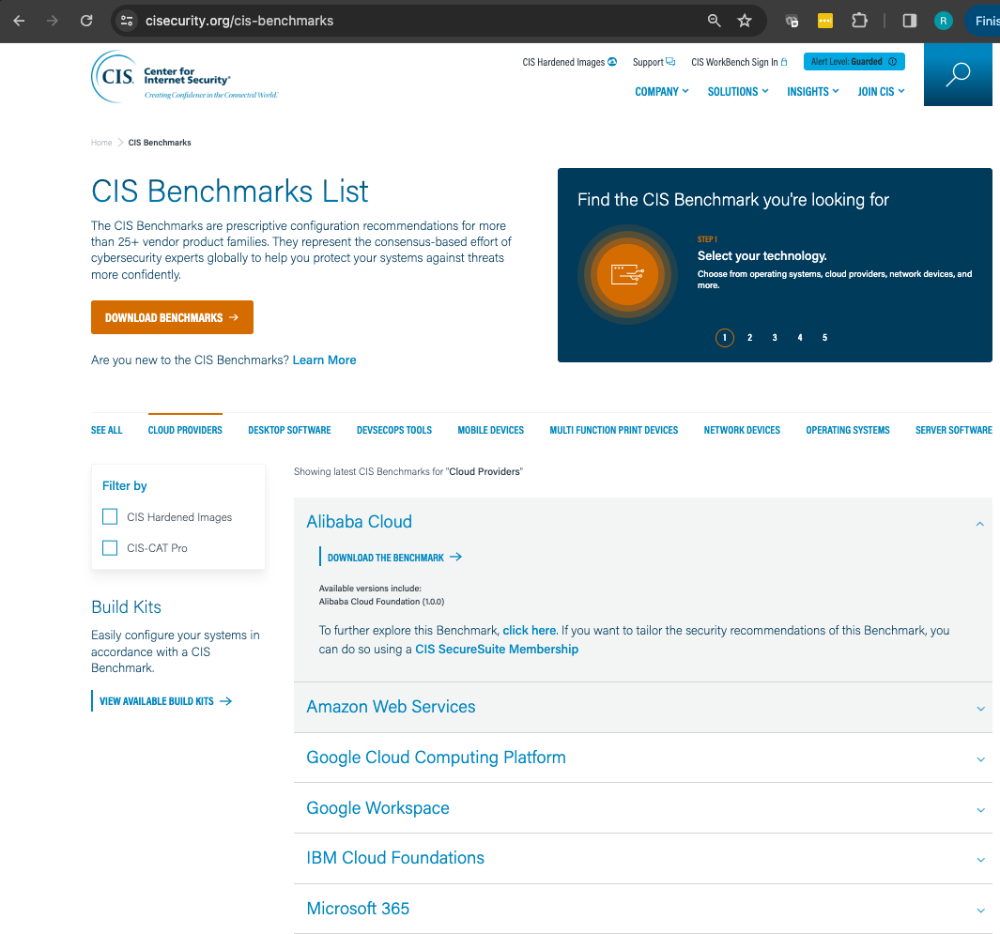 cisecurity.org/cis-benchmarks
R
Finis
CIS Hardened Images
Support
CIS WorkBench Sign In
Alert Level: Guarded
CIS.
Center for
Internet Security®
Creating Confidence in the Connected World.®
COMPANY
SOLUTIONS
INSIGHTS
JOIN CIS
Home
CIS Benchmarks
CIS Benchmarks List
The CIS Benchmarks are prescriptive configuration recommendations for more
than 25+ vendor product families. They represent the consensus-based effort of
cybersecurity experts globally to help you protect your systems against threats
more confidently.
DOWNLOAD BENCHMARKS →
Are you new to the CIS Benchmarks? Learn More
Find the CIS Benchmark you're looking for
STEP 1
Select your technology.
Choose from operating systems, cloud providers, network devices, and
more.
1 2 3 4 5
SEE ALL
CLOUD PROVIDERS
DESKTOP SOFTWARE
DEVSECOPS TOOLS
MOBILE DEVICES
MULTI FUNCTION PRINT DEVICES
NETWORK DEVICES
OPERATING SYSTEMS
SERVER SOFTWARE
Filter by
CIS Hardened Images
CIS-CAT Pro
Build Kits
Easily configure your systems in
accordance with a CIS
Benchmark.
VIEW AVAILABLE BUILD KITS →
Showing latest CIS Benchmarks for "Cloud Providers"
Alibaba Cloud
DOWNLOAD THE BENCHMARK →
Available versions include:
Alibaba Cloud Foundation (1.0.0)
To further explore this Benchmark, click here. If you want to tailor the security recommendations of this Benchmark, you
can do so using a CIS SecureSuite Membership
Amazon Web Services
Google Cloud Computing Platform
Google Workspace
IBM Cloud Foundations
Microsoft 365